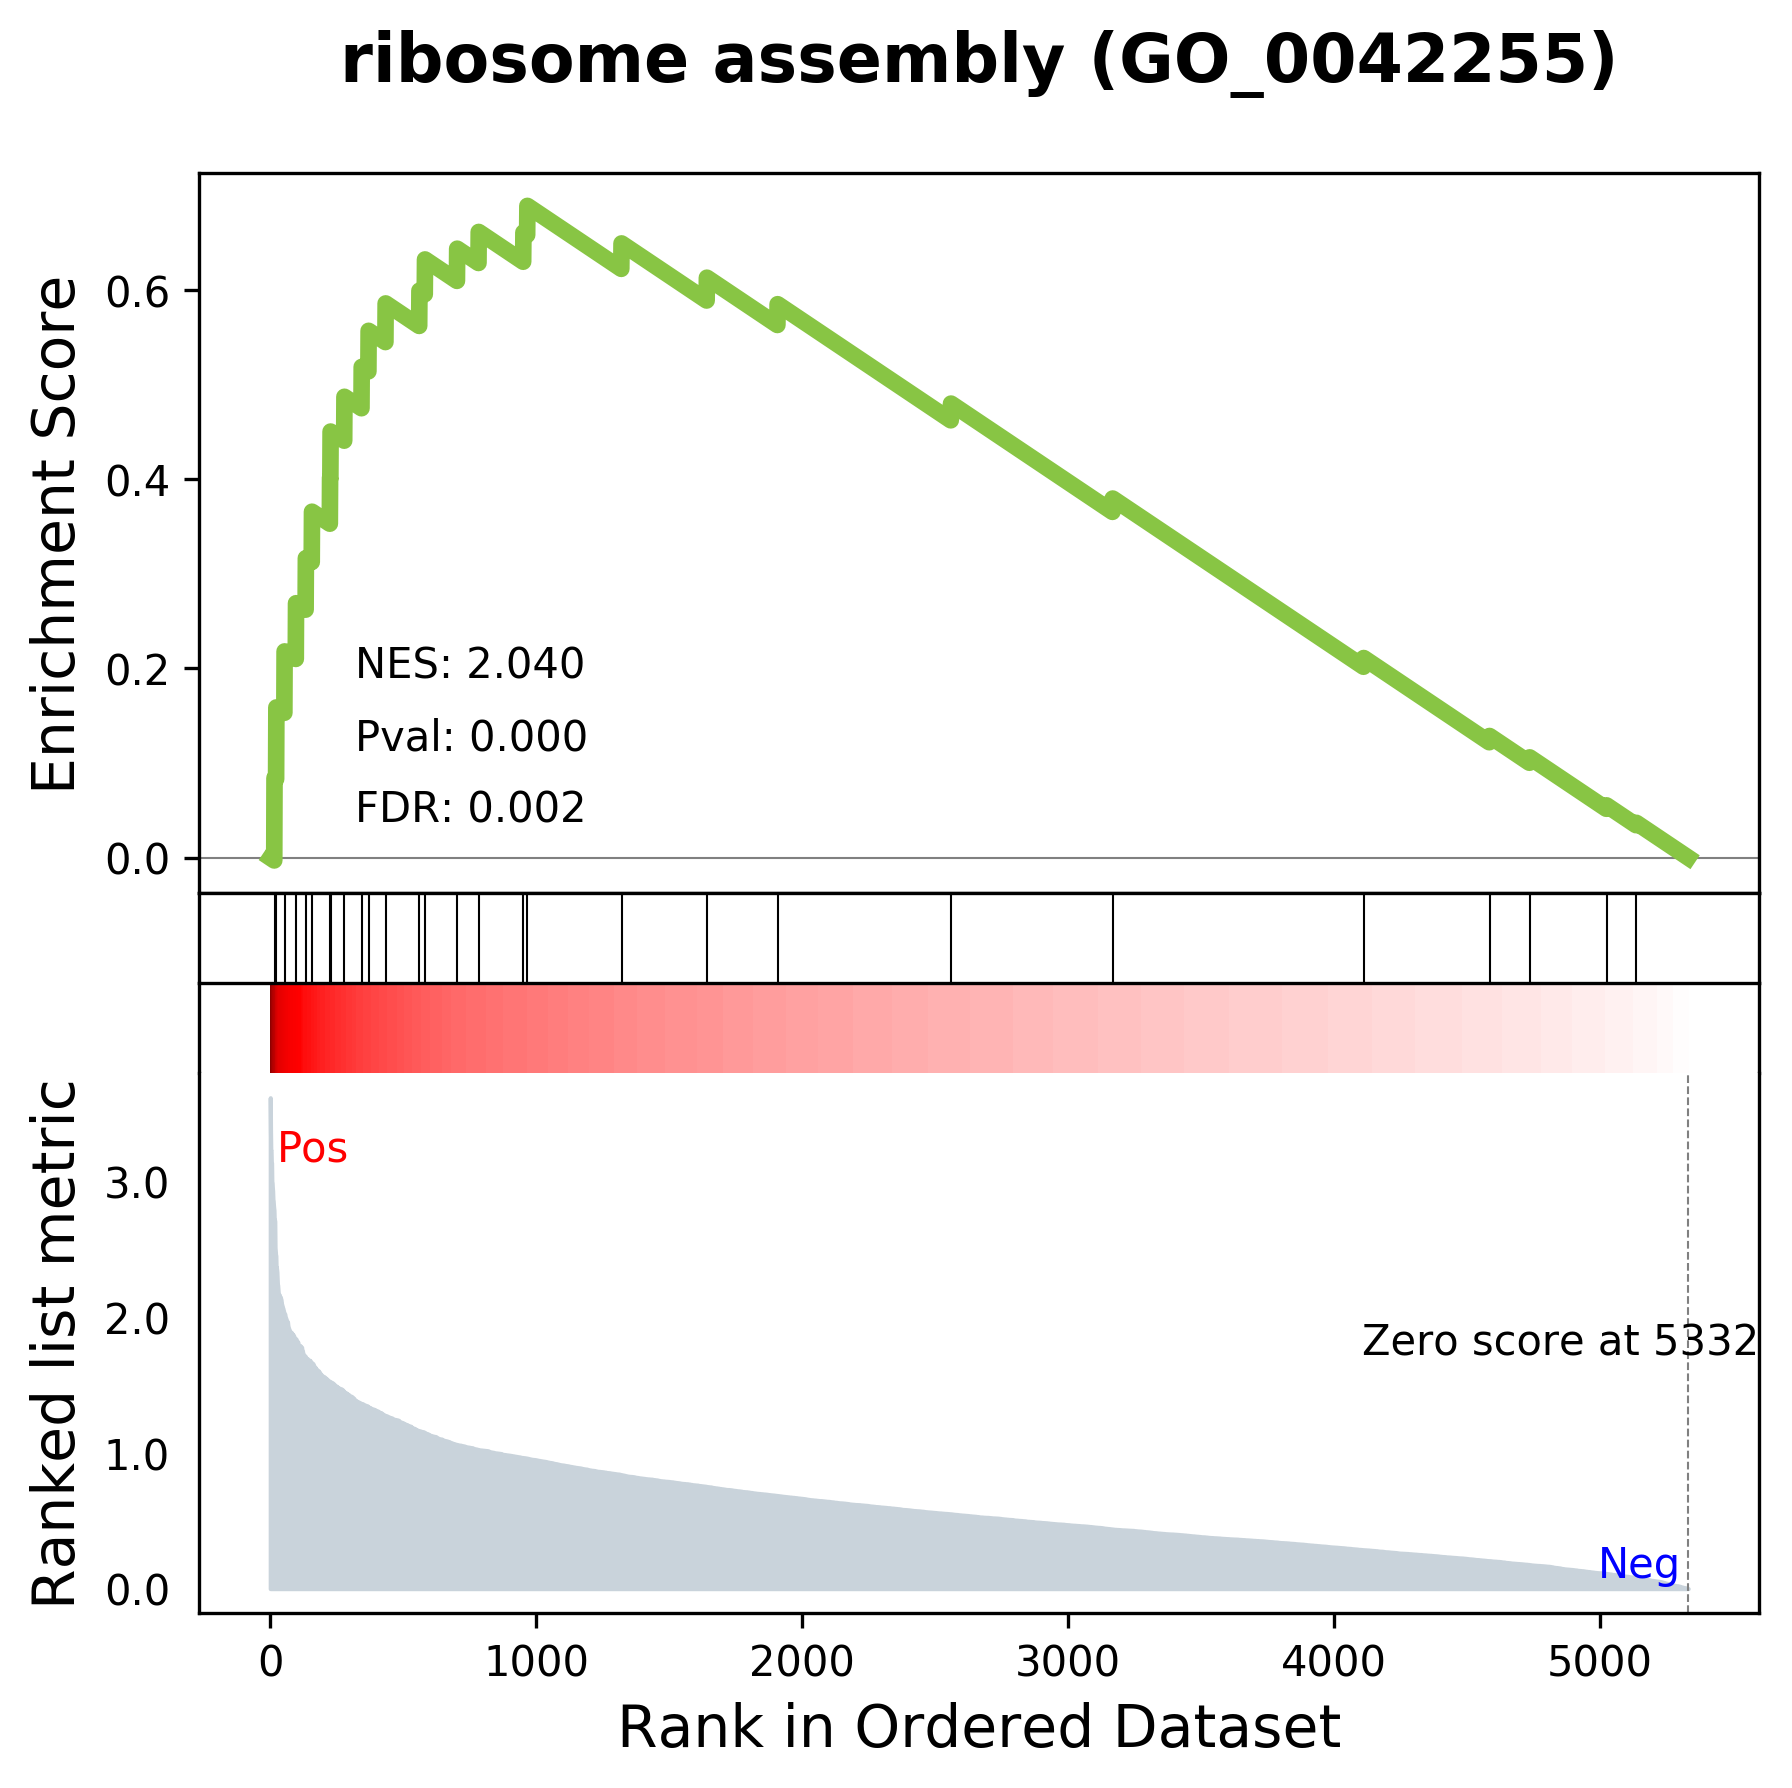 ribosome assembly (GO_0042255)
Enrichment Score
0.6
0.4
0.2
0.0
NES: 2.040
Pval: 0.000
FDR: 0.002
Ranked list metric
3.0
2.0
1.0
0.0
Pos
Zero score at 5332
Neg
0 1000 2000 3000 4000 5000
Rank in Ordered Dataset